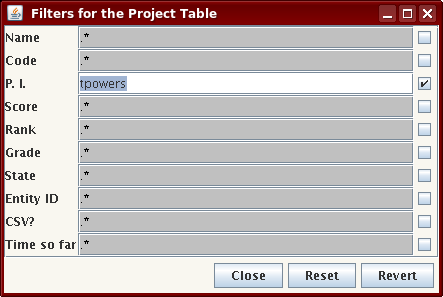 Filters for the Project Table
Name .*
Code .*
P. I. tpowers
Score .*
Rank .*
Grade .*
State .*
Entity ID .*
CSV? .*
Time so far .*
Close Reset Revert